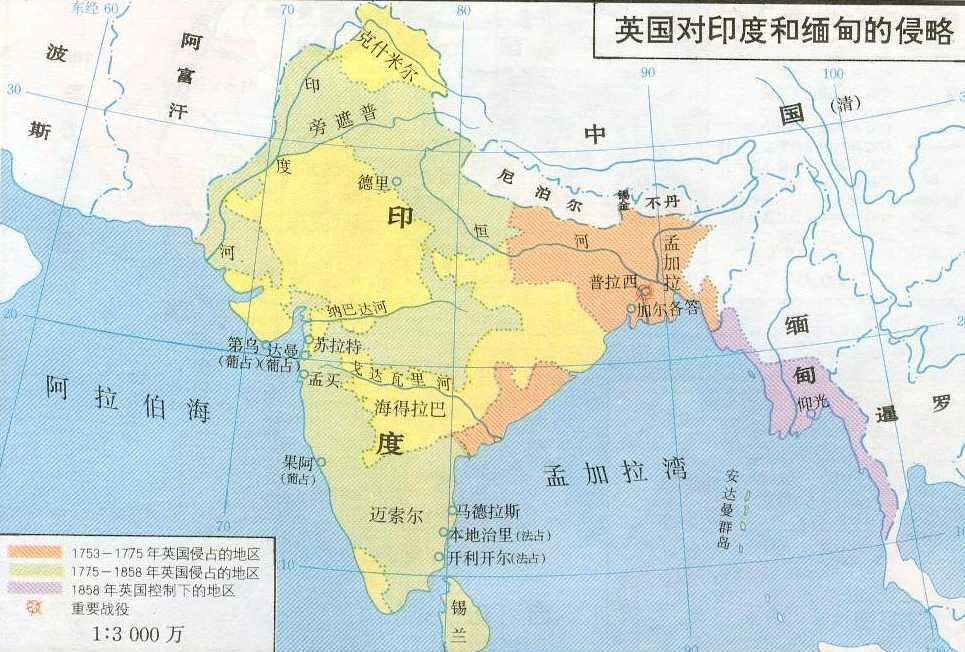 英国对印度和缅甸的侵略
东经 60
70
80
90
100
30
20
波斯
阿富汗
克什米尔
印度河
旁遮普
中国
(清)
德里
尼泊尔
锡金
不丹
印度
恒河
孟加拉
普拉西
加尔各答
纳巴达河
第乌
(葡占)
达曼
(葡占)
苏拉特
孟买
戈达瓦里河
海得拉巴
缅甸
仰光
暹罗
阿拉伯海
孟加拉湾
安达曼群岛
果阿
(葡占)
迈索尔
马德拉斯
本地治里(法占)
开利开尔(法占)
锡兰
70
10
90
100
20
10
1753－1775 年英国侵占的地区
1775－1858 年英国侵占的地区
1858 年英国控制下的地区
重要战役
1:3 000 万